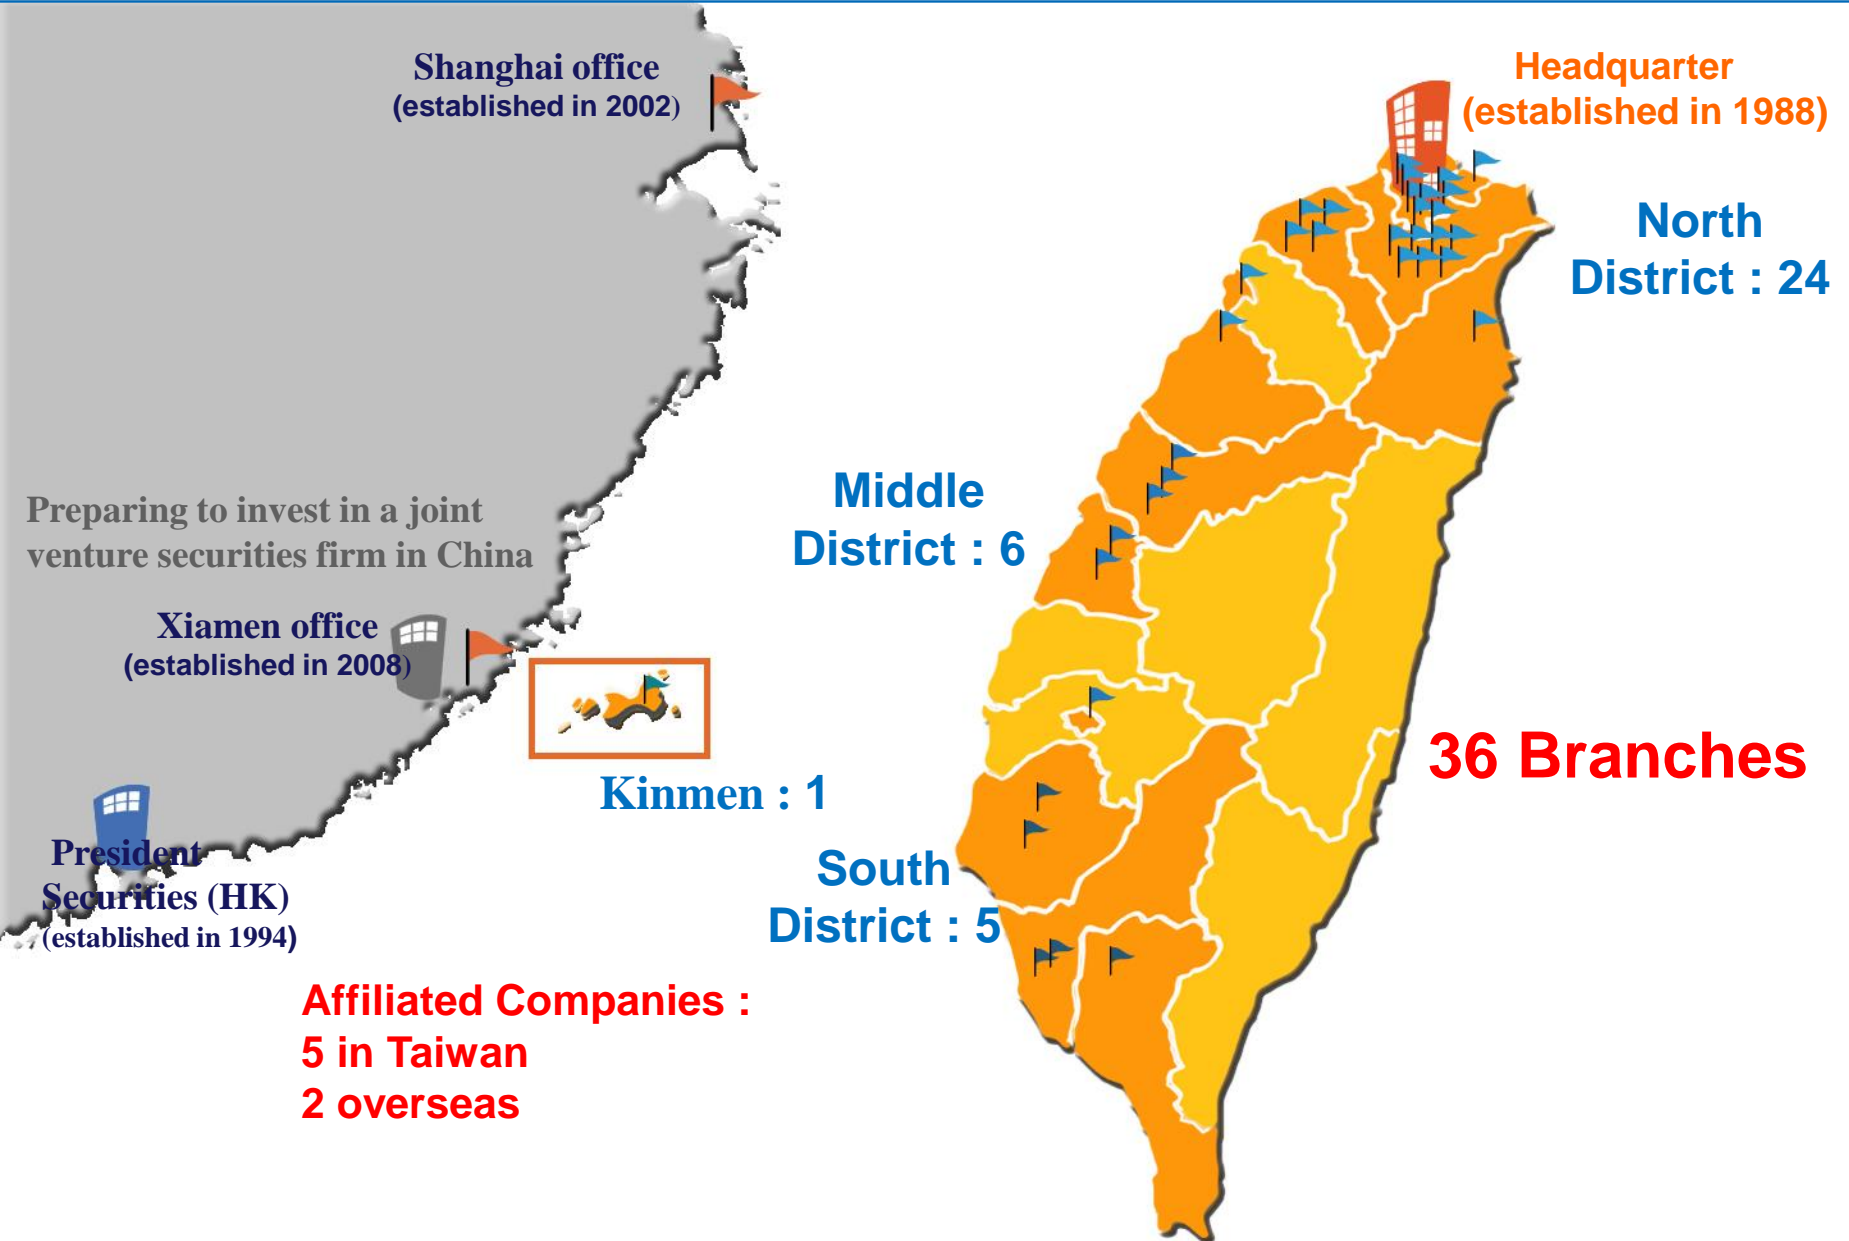 Shanghai office
(established in 2002)
Headquarter
(established in 1988)
North
District : 24
Preparing to invest in a joint
venture securities firm in China
Middle
District : 6
Xiamen office
(established in 2008)
36 Branches
Kinmen : 1
President
Securities (HK)
(established in 1994)
South
District : 5
Affiliated Companies :
5 in Taiwan
2 overseas